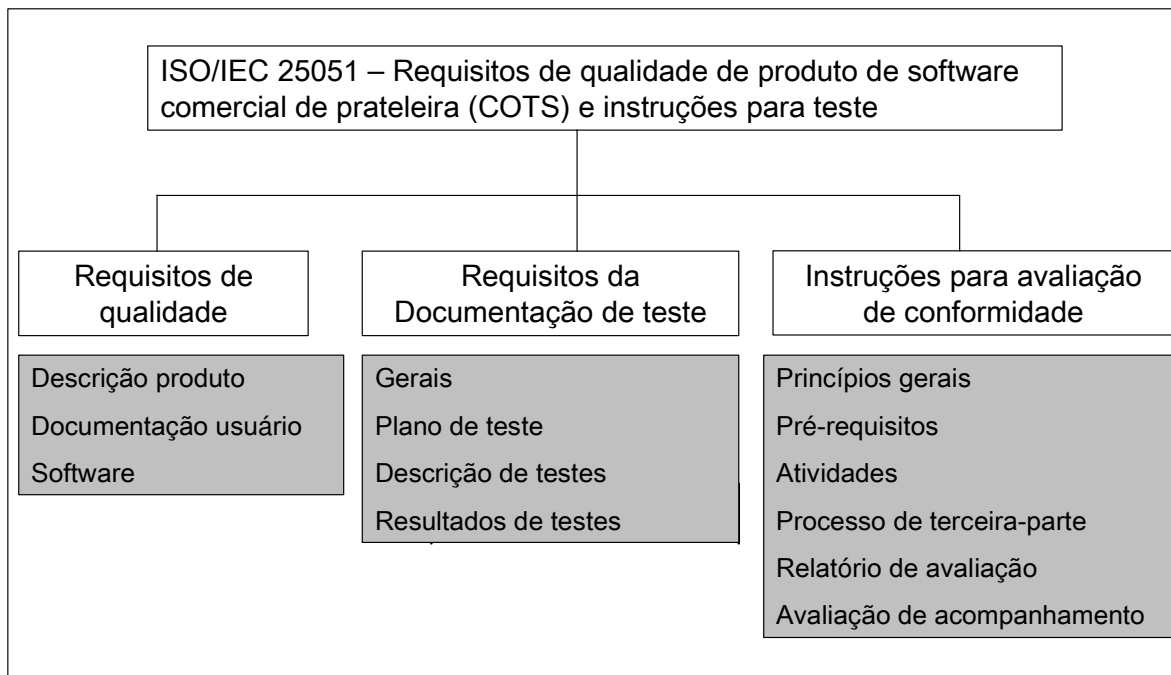 ISO/IEC 25051 – Requisitos de qualidade de produto de software
comercial de prateleira (COTS) e instruções para teste
Requisitos de
qualidade
Descrição produto
Documentação usuário
Software
Requisitos da
Documentação de teste
Gerais
Plano de teste
Descrição de testes
Resultados de testes
Instruções para avaliação
de conformidade
Princípios gerais
Pré-requisitos
Atividades
Processo de terceira-parte
Relatório de avaliação
Avaliação de acompanhamento